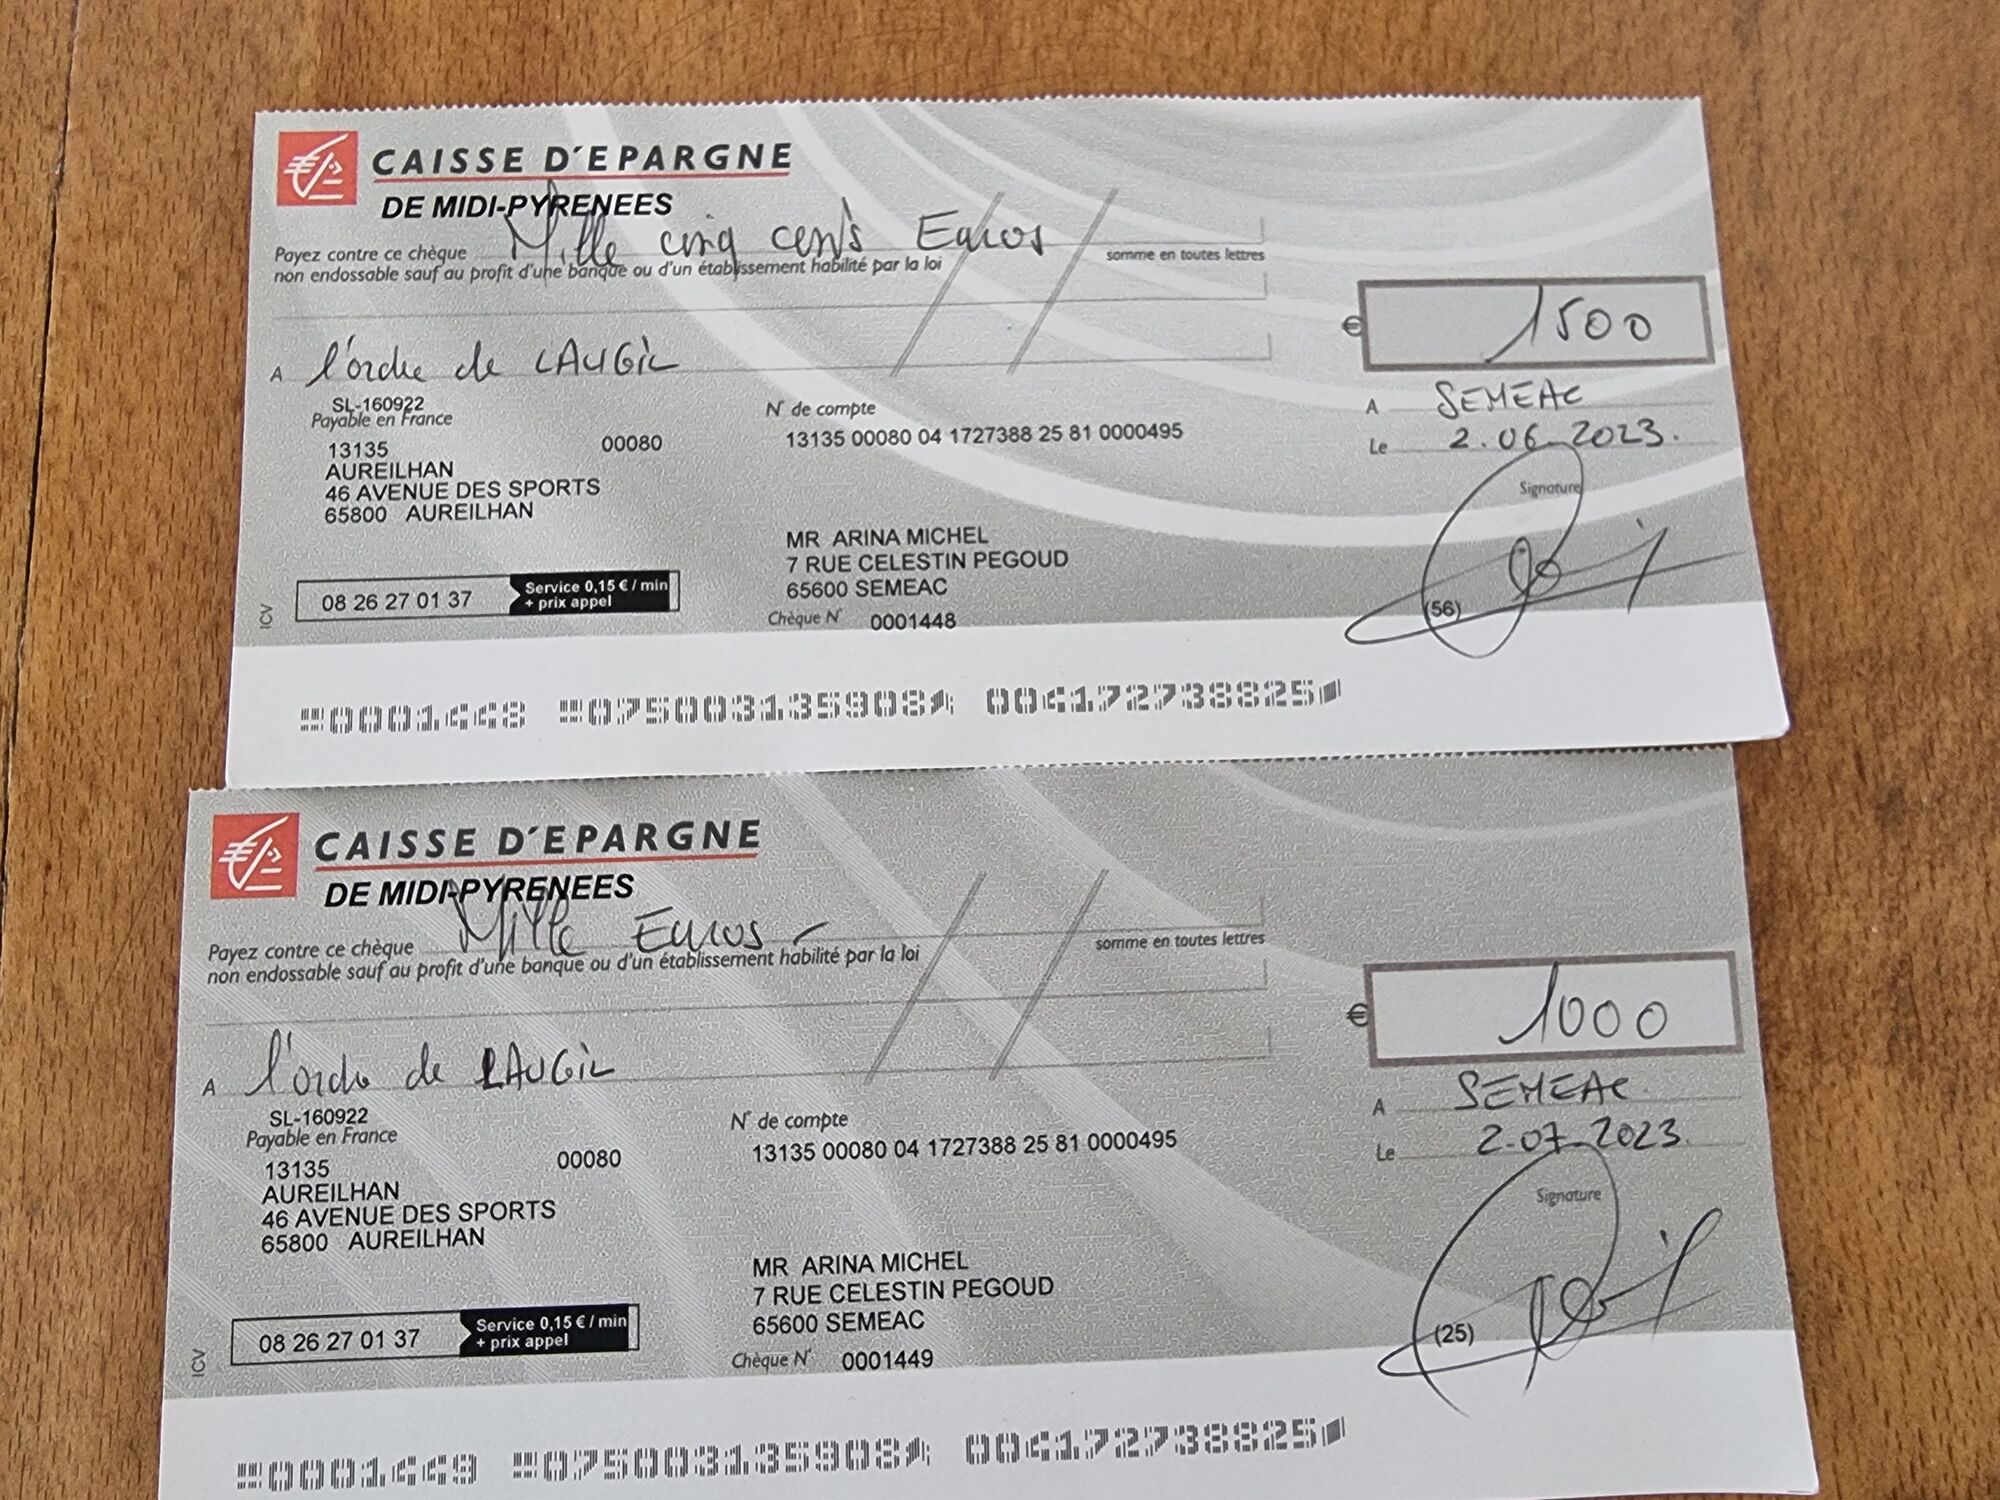 CAISSE D'EPARGNE
DE MIDI-PYRENEES
Payez contre ce chèque Mille cinq cents Euros somme en toutes lettres
non endossable sauf au profit d'une banque ou d'un établissement habilité par la loi
€ 1500
A l'ordre de LAUGIL
A SEMEAC
Le 2.06.2023.
SL-160922
Payable en France
N° de compte
13135 00080
13135 00080 04 1727388 25 81 0000495
AUREILHAN
46 AVENUE DES SPORTS
65800 AUREILHAN
Signature
MR ARINA MICHEL
7 RUE CELESTIN PEGOUD
65600 SEMEAC
ICV
08 26 27 01 37 Service 0,15 € / min
+ prix appel
Chèque N° 0001448
(56)
0001448 075003135908 004172738825
CAISSE D'EPARGNE
DE MIDI-PYRENEES
Payez contre ce chèque Mille Euros - somme en toutes lettres
non endossable sauf au profit d'une banque ou d'un établissement habilité par la loi
€ 1000
A l'ordre de LAUGIL
A SEMEAC
Le 2.07.2023.
SL-160922
Payable en France
N° de compte
13135 00080
13135 00080 04 1727388 25 81 0000495
AUREILHAN
46 AVENUE DES SPORTS
65800 AUREILHAN
Signature
MR ARINA MICHEL
7 RUE CELESTIN PEGOUD
65600 SEMEAC
ICV
08 26 27 01 37 Service 0,15 € / min
+ prix appel
Chèque N° 0001449
(25)
0001449 075003135908 004172738825